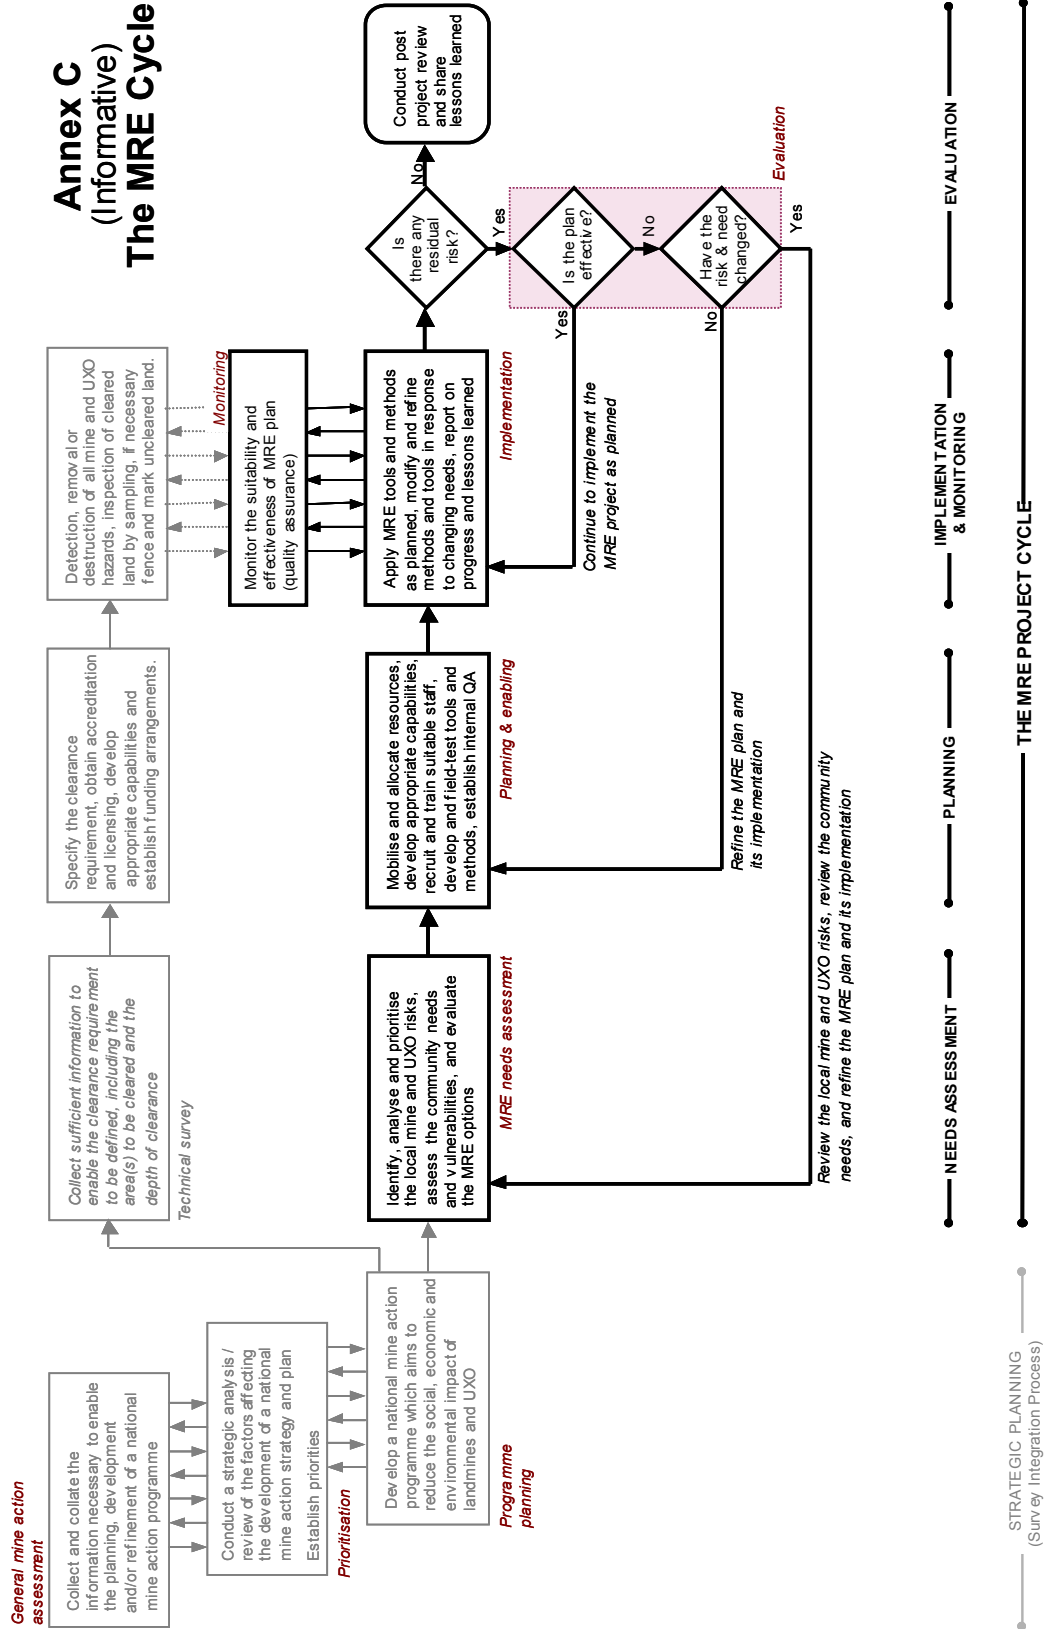 Annex C
(Informative)
The MRE Cycle
General mine action
assessment
Collect and collate the
information necessary to enable
the planning, development
and/or refinement of a national
mine action programme
Conduct a strategic analysis /
review of the factors affecting
the development of a national
mine action strategy and plan
Establish priorities
Prioritisation
Develop a national mine action
programme which aims to
reduce the social, economic and
environmental impact of
landmines and UXO
Programme
planning
Collect sufficient information to
enable the clearance requirement
to be defined, including the
area(s) to be cleared and the
depth of clearance
Technical survey
Specify the clearance
requirement, obtain accreditation
and licensing, develop
appropriate capabilities and
establish funding arrangements.
Detection, removal or
destruction of all mine and UXO
hazards, inspection of cleared
land by sampling, if necessary
fence and mark uncleared land.
Monitoring
Monitor the suitability and
effectiveness of MRE plan
(quality assurance)
Identify, analyse and prioritise
the local mine and UXO risks,
assess the community needs
and vulnerabilities, and evaluate
the MRE options
MRE needs assessment
Mobilise and allocate resources,
develop appropriate capabilities,
recruit and train suitable staff,
develop and field-test tools and
methods, establish internal QA
Planning & enabling
Apply MRE tools and methods
as planned, modify and refine
methods and tools in response
to changing needs, report on
progress and lessons learned
Implementation
Is
there any
residual
risk?
No
Conduct post
project review
and share
lessons learned
Yes
Is the plan
effective?
Yes
No
Have the
risk & need
changed?
No
Yes
Evaluation
Continue to implement the
MRE project as planned
Refine the MRE plan and
its implementation
Review the local mine and UXO risks, review the community
needs, and refine the MRE plan and its implementation
NEEDS ASSESSMENT
PLANNING
IMPLEMENTATION
& MONITORING
EVALUATION
STRATEGIC PLANNING
(Survey Integration Process)
THE MRE PROJECT CYCLE